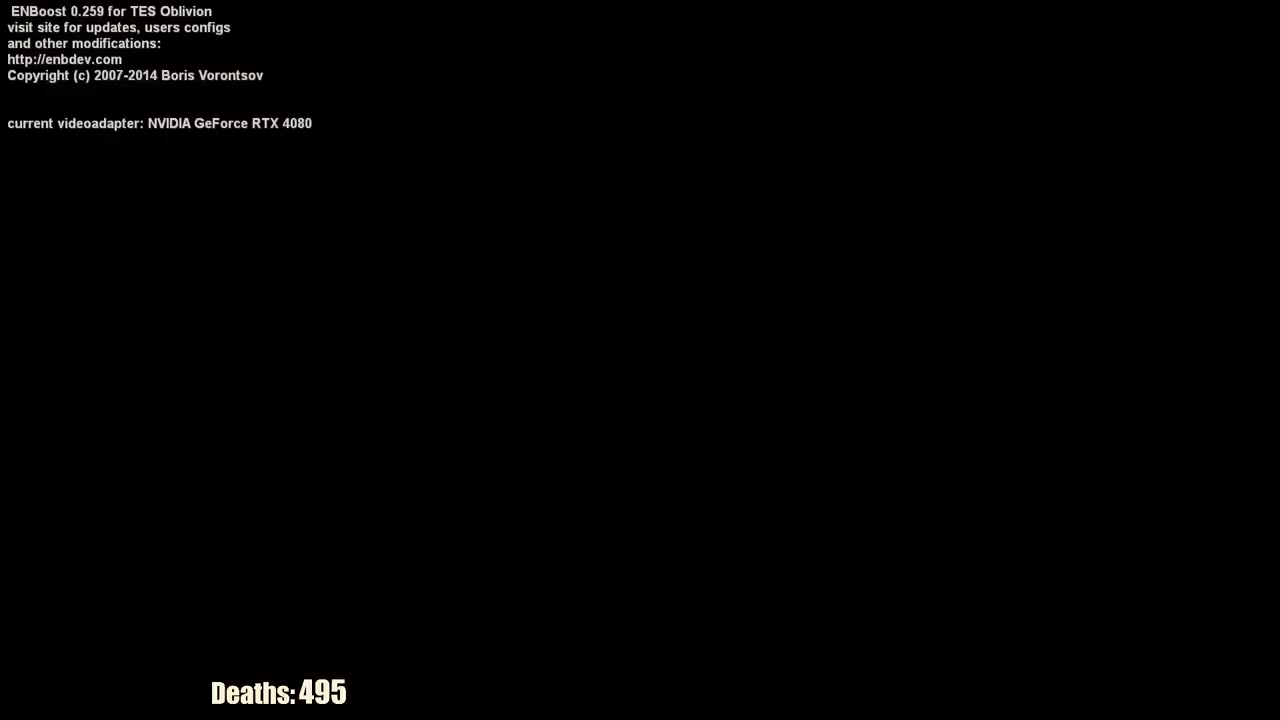 ENBoost 0.259 for TES Oblivion
visit site for updates, users configs
and other modifications:
http://enbdev.com
Copyright (c) 2007-2014 Boris Vorontsov
current videoadapter: NVIDIA GeForce RTX 4080
Deaths: 495